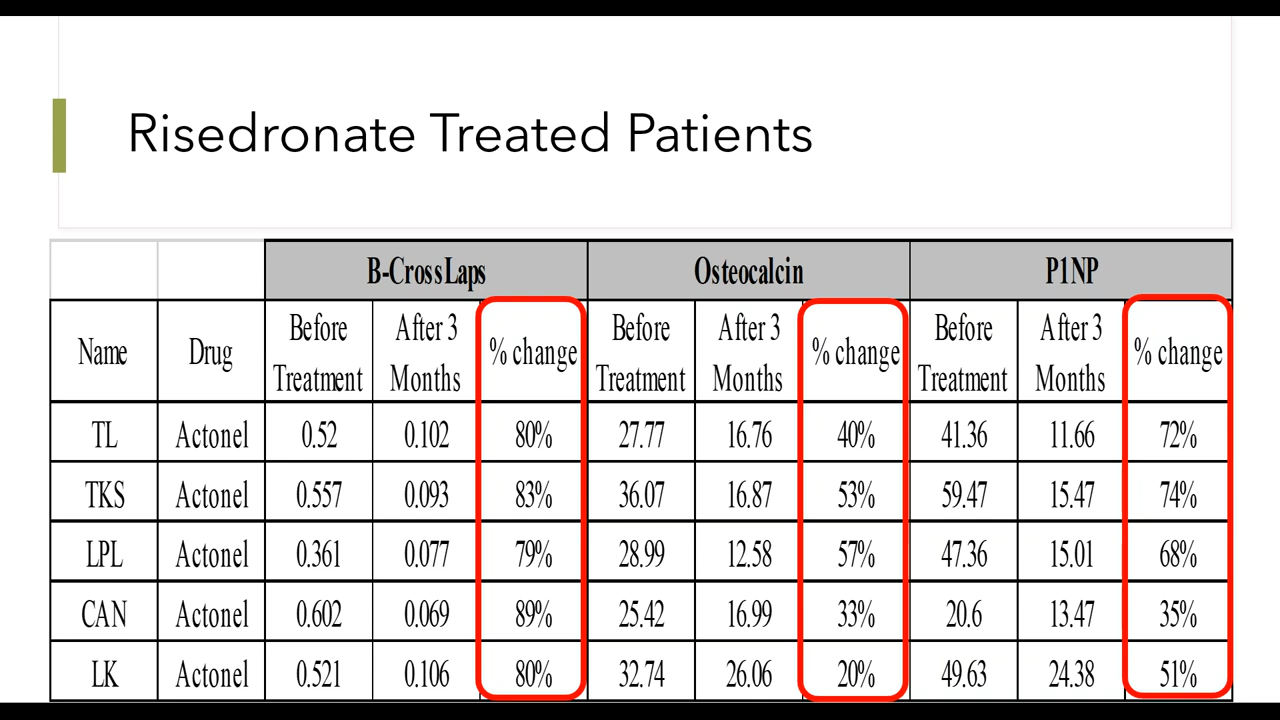 Risedronate Treated Patients
B-CrossLaps Osteocalcin P1NP
Name Drug Before Treatment After 3 Months % change Before Treatment After 3 Months % change Before Treatment After 3 Months % change
TL Actonel 0.52 0.102 80% 27.77 16.76 40% 41.36 11.66 72%
TKS Actonel 0.557 0.093 83% 36.07 16.87 53% 59.47 15.47 74%
LPL Actonel 0.361 0.077 79% 28.99 12.58 57% 47.36 15.01 68%
CAN Actonel 0.602 0.069 89% 25.42 16.99 33% 20.6 13.47 35%
LK Actonel 0.521 0.106 80% 32.74 26.06 20% 49.63 24.38 51%